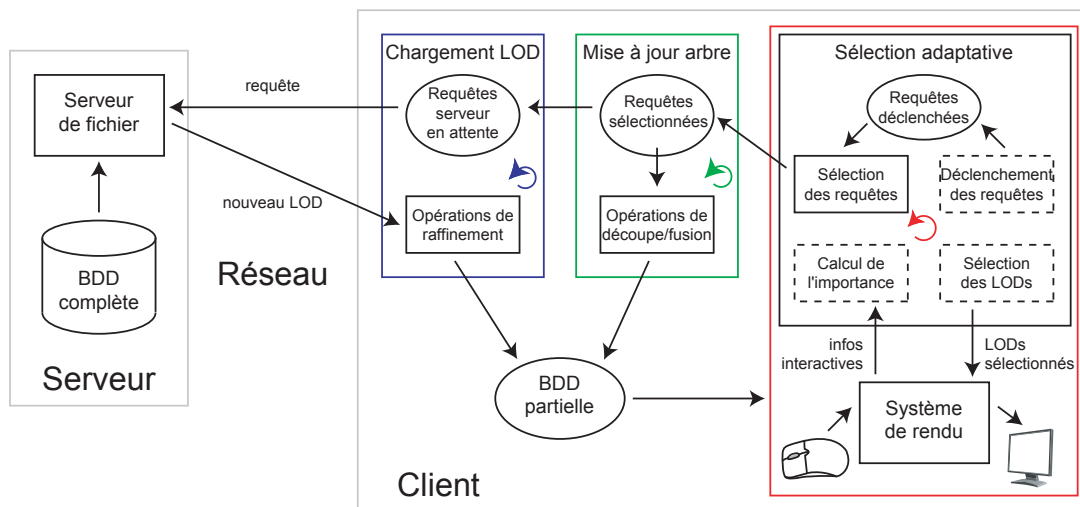 Serveur
de fichier
BDD
complète
Serveur
requête
nouveau LOD
Réseau
Chargement LOD
Requêtes
serveur
en attente
Opérations de
raffinement
Mise à jour arbre
Requêtes
sélectionnées
Opérations de
découpe/fusion
BDD
partielle
Client
Sélection adaptative
Requêtes
déclenchées
Sélection
des requêtes
Déclenchement
des requêtes
Calcul de
l'importance
Sélection
des LODs
infos
interactives
LODs
sélectionnés
Système
de rendu